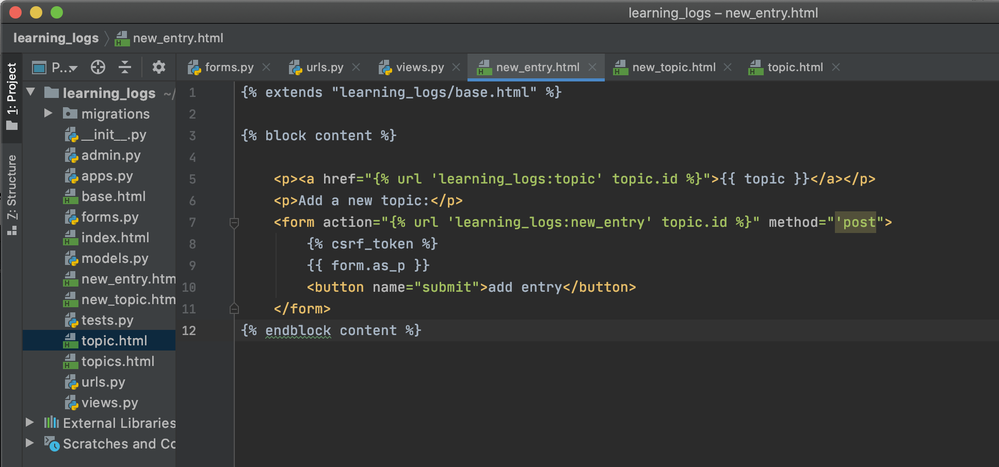 learning_logs – new_entry.html
learning_logs new_entry.html
1: Project
7: Structure
P...
forms.py urls.py views.py new_entry.html new_topic.html topic.html
learning_logs ~/
migrations
__init__.py
admin.py
apps.py
base.html
forms.py
index.html
models.py
new_entry.htm
new_topic.htm
tests.py
topic.html
topics.html
urls.py
views.py
External Libraries
Scratches and Co
1 {% extends "learning_logs/base.html" %}
2
3 {% block content %}
4
5     <p><a href="{% url 'learning_logs:topic' topic.id %}">{{ topic }}</a></p>
6     <p>Add a new topic:</p>
7     <form action="{% url 'learning_logs:new_entry' topic.id %}" method="'post">
8         {% csrf_token %}
9         {{ form.as_p }}
10         <button name="submit">add entry</button>
11     </form>
12 {% endblock content %}